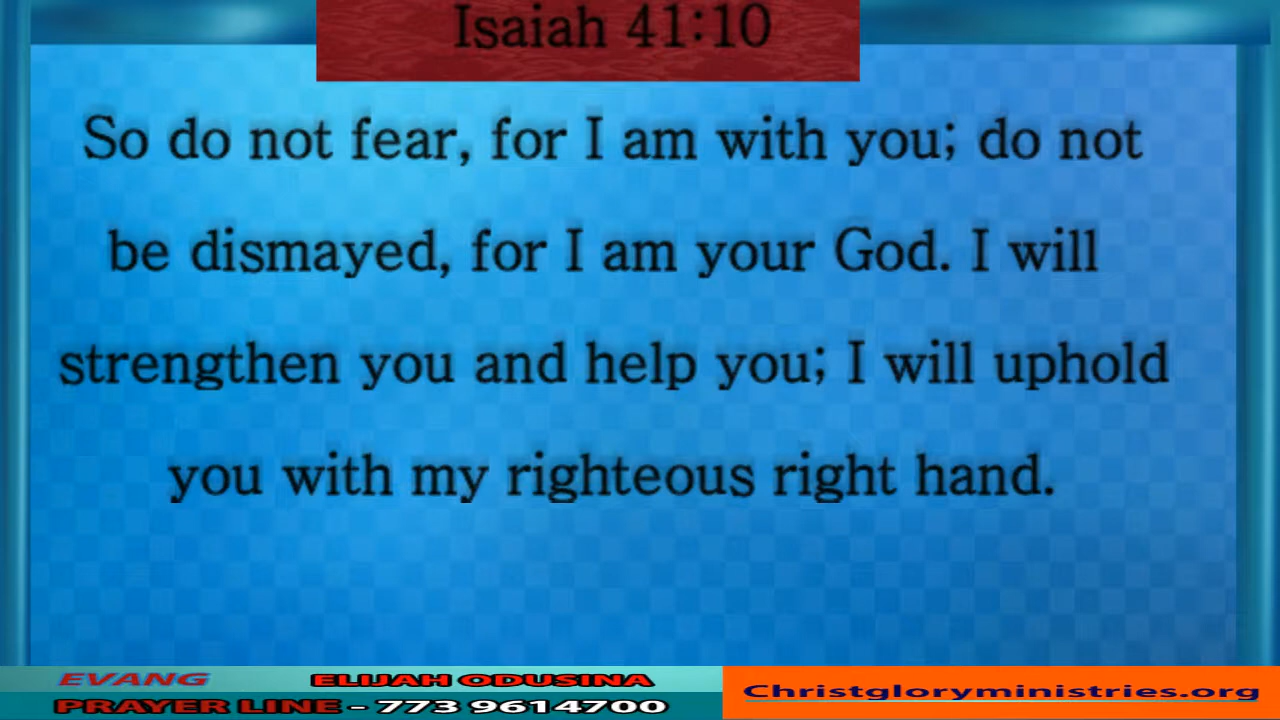 Isaiah 41:10
So do not fear, for I am with you; do not
be dismayed, for I am your God. I will
strengthen you and help you; I will uphold
you with my righteous right hand.
EVANG ELIJAH ODUSINA
PRAYER LINE - 773 9614700
Christgloryministries.org